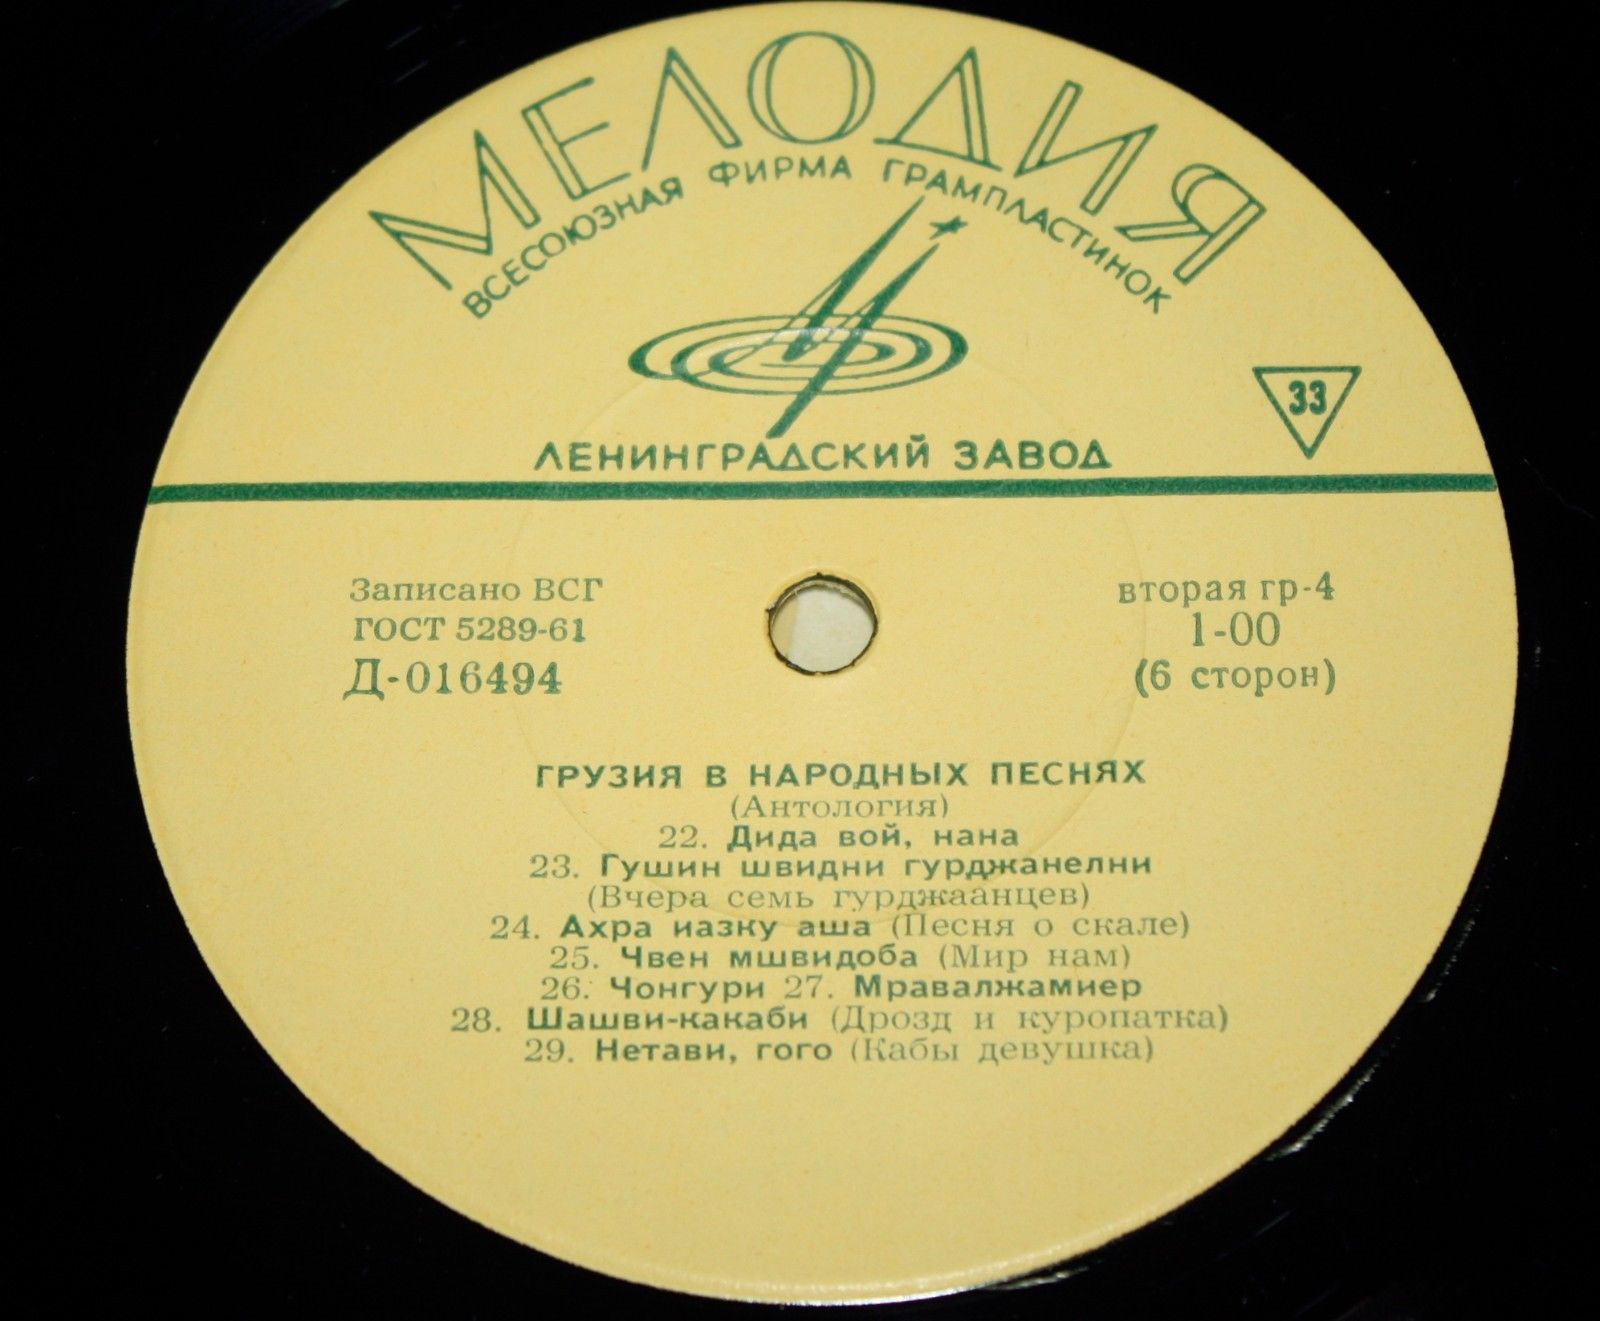 МЕЛОДИЯ
ВСЕСОЮЗНАЯ ФИРМА ГРАМПЛАСТИНОК
33
ЛЕНИНГРАДСКИЙ ЗАВОД
Записано ВСГ
ГОСТ 5289-61
Д-016494
вторая гр-4
1-00
(6 сторон)
ГРУЗИЯ В НАРОДНЫХ ПЕСНЯХ
(Антология)
22. Дида вой, нана
23. Гушин швидни гурджанелни
(Вчера семь гурджаанцев)
24. Ахра иазку аша (Песня о скале)
25. Чвен мшвидоба (Мир нам)
26. Чонгури 27. Мравалжамиер
28. Шашви-какаби (Дрозд и куропатка)
29. Нетави, гого (Кабы девушка)